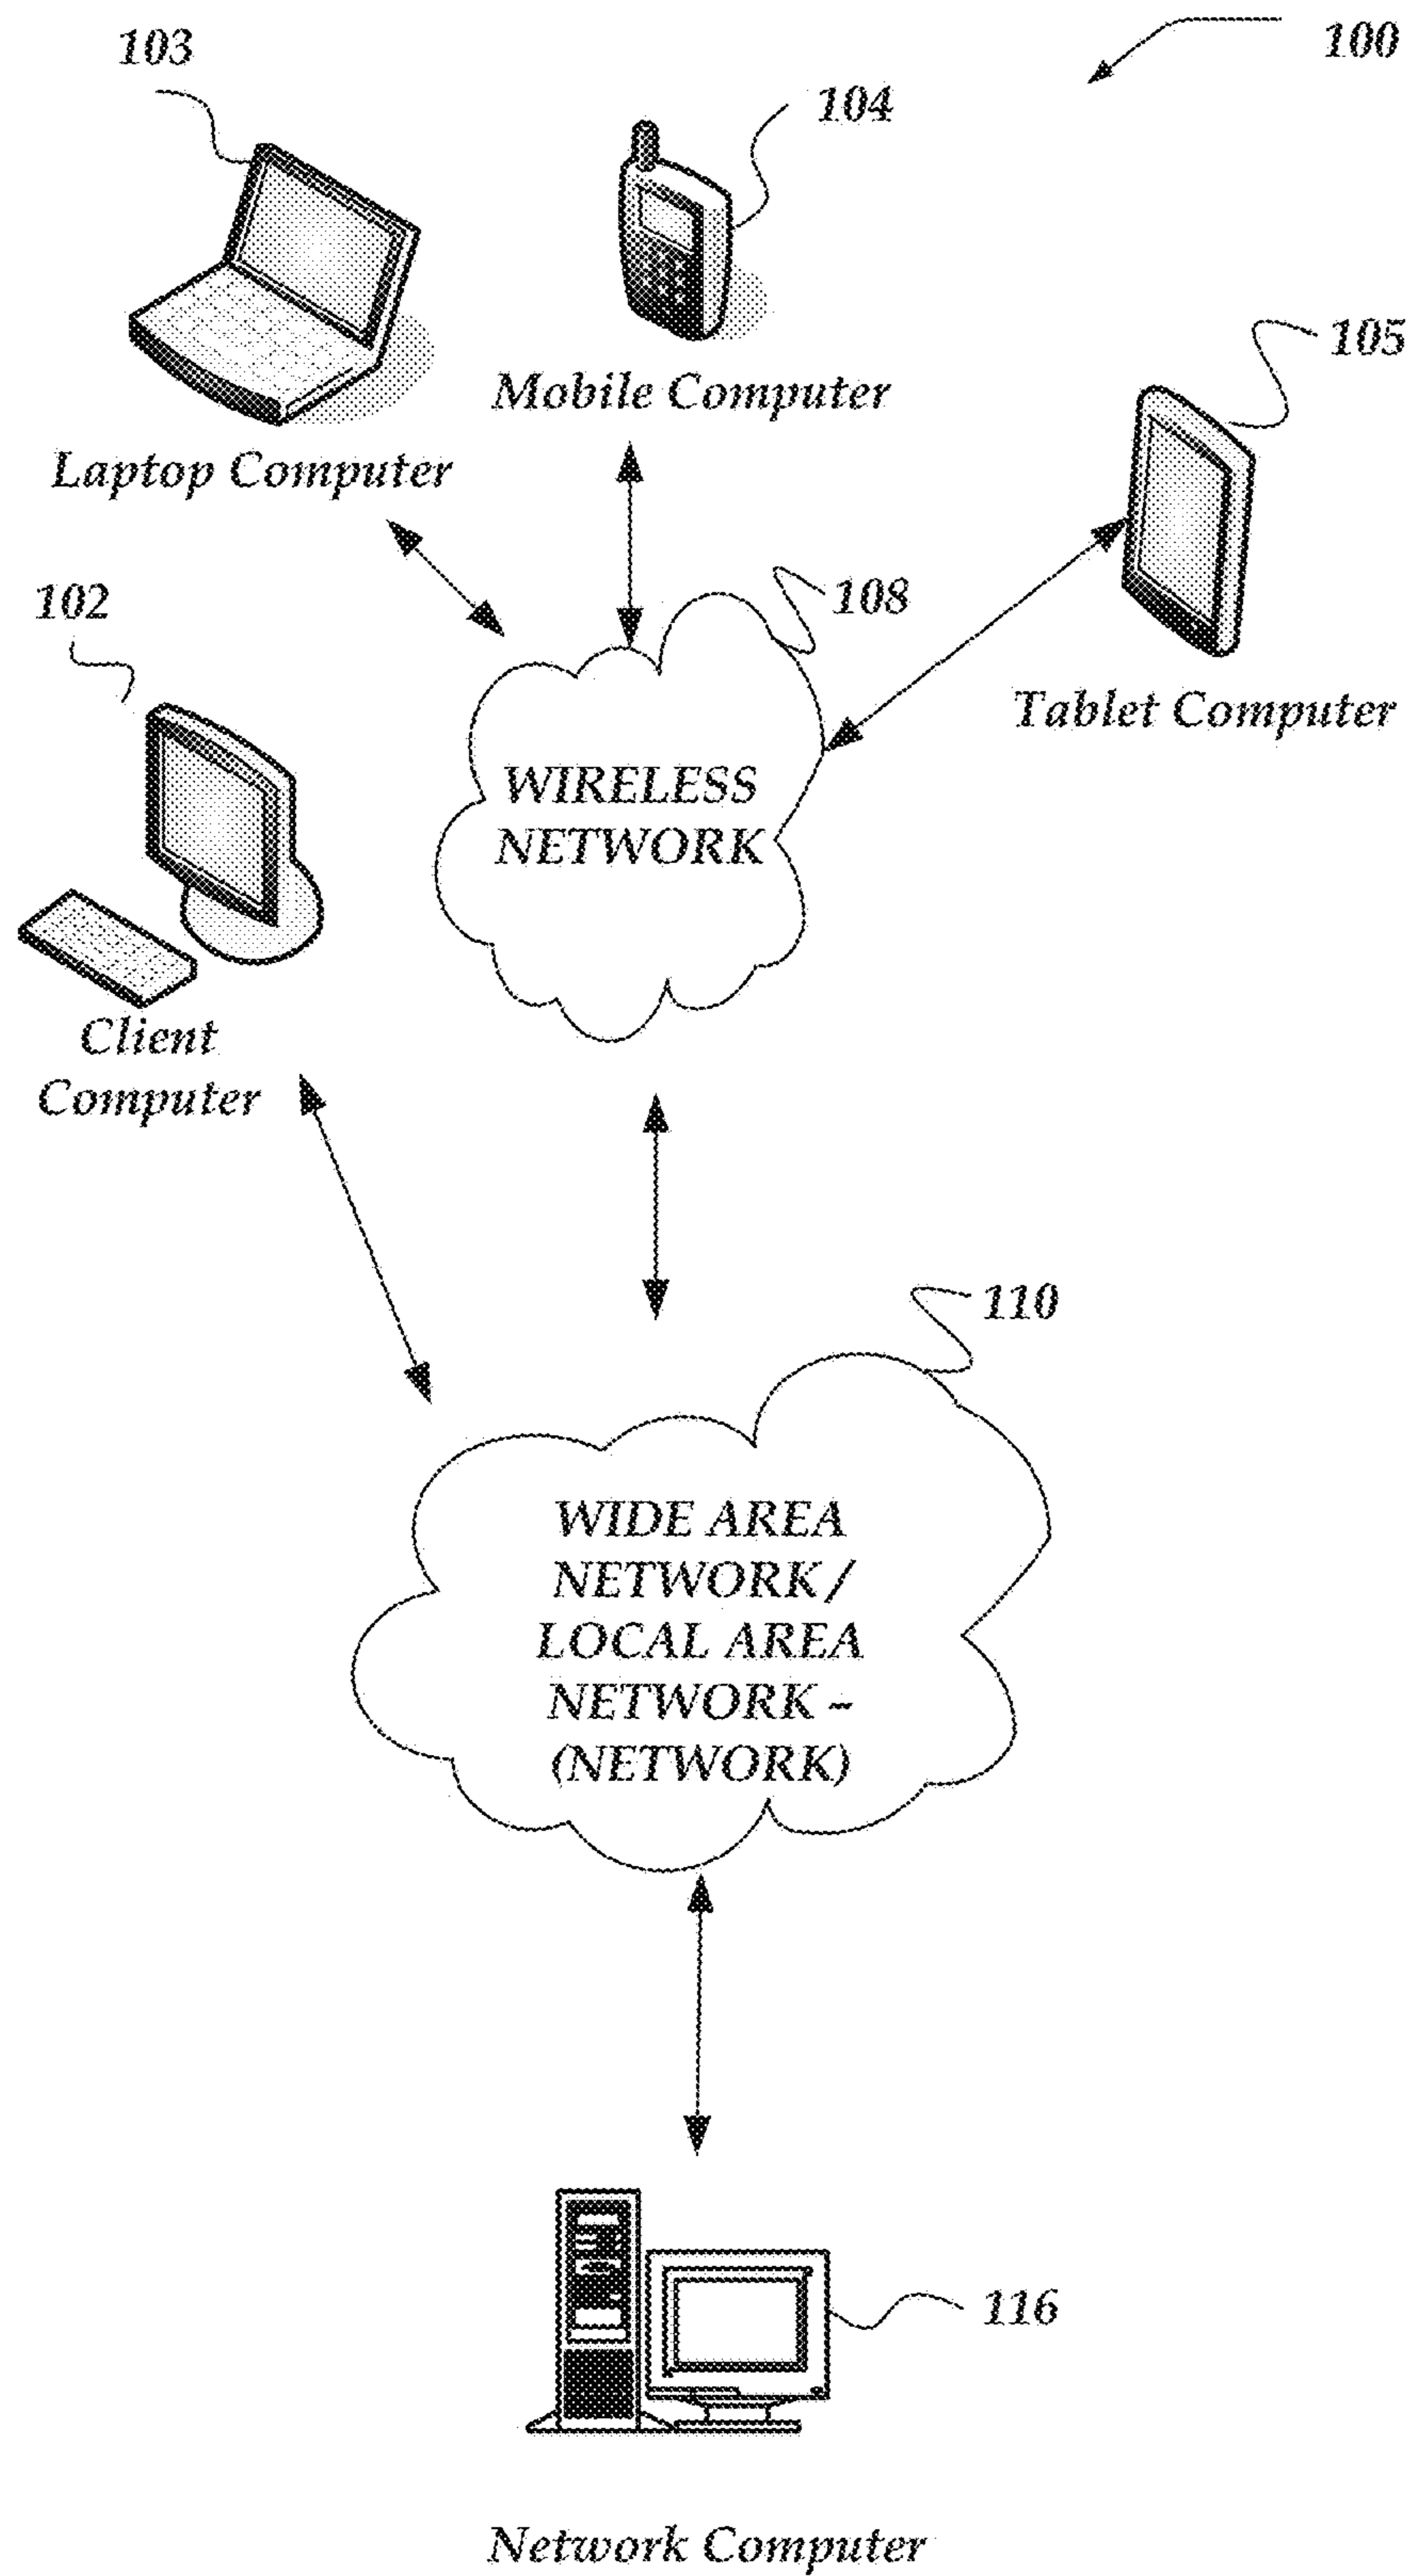 103
100
104
105
Mobile Computer
Laptop Computer
108
102
Tablet Computer
WIRELESS
NETWORK
Client
Computer
110
WIDE AREA
NETWORK /
LOCAL AREA
NETWORK –
(NETWORK)
116
Network Computer